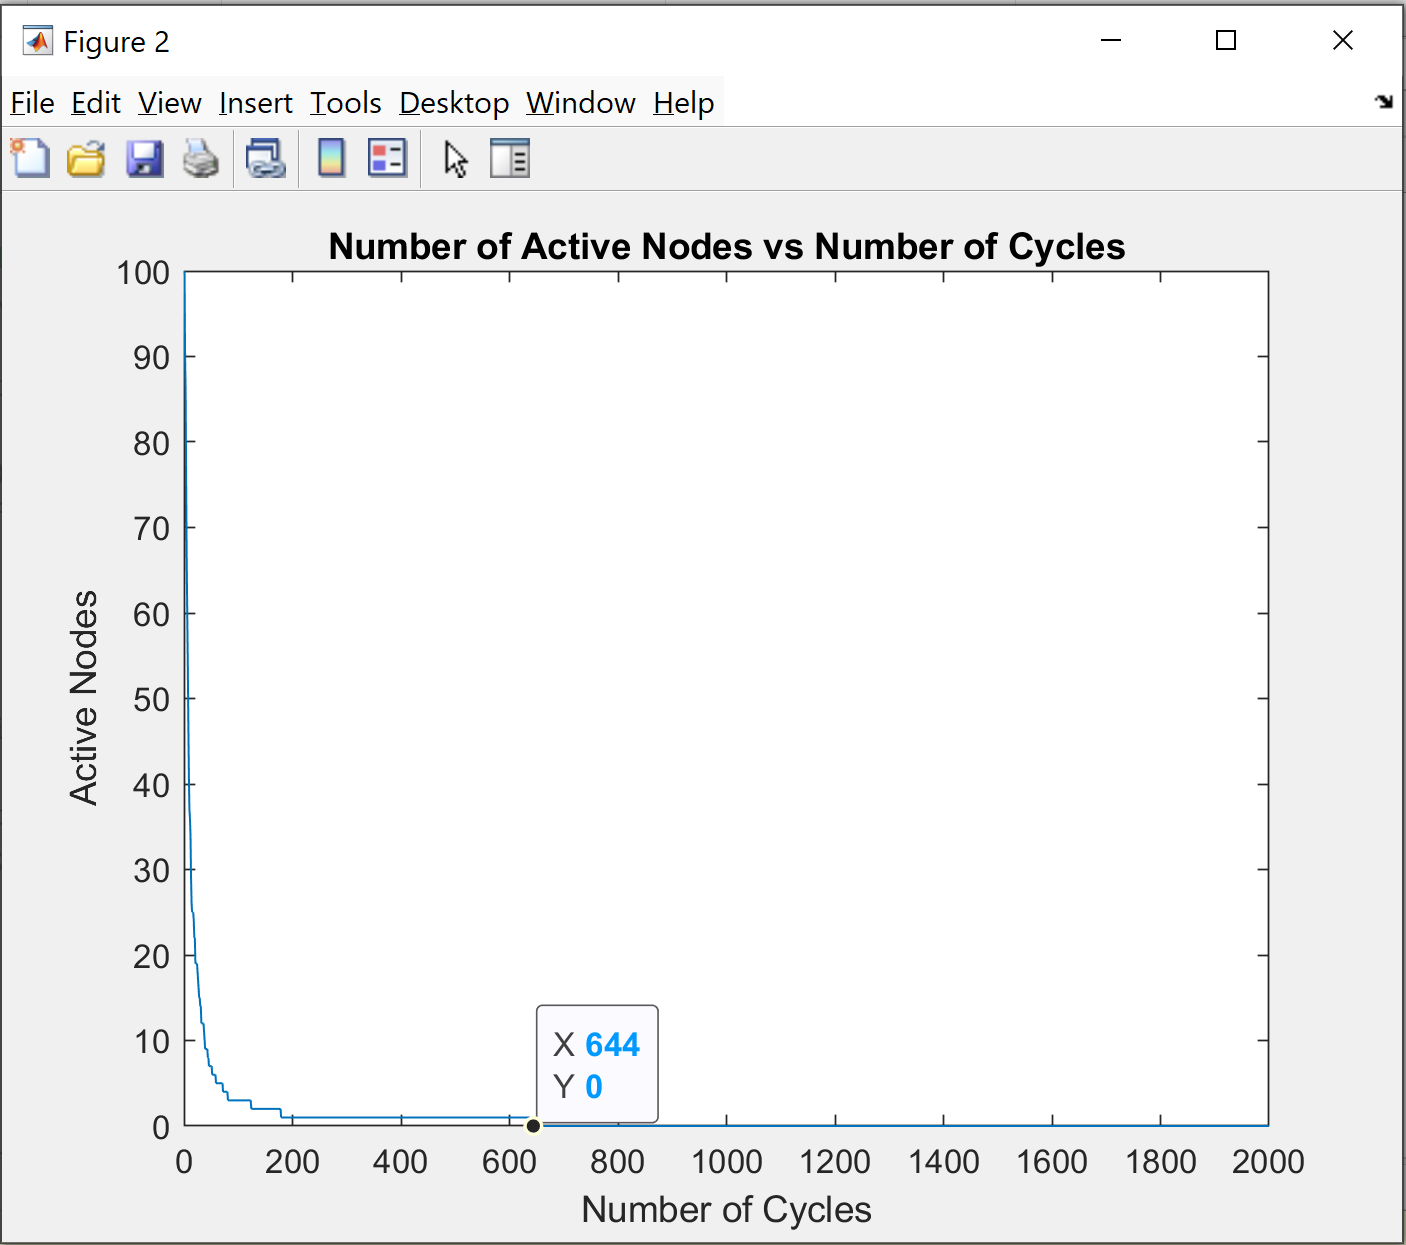 Figure 2
File Edit View Insert Tools Desktop Window Help
Number of Active Nodes vs Number of Cycles
100
90
80
70
60
50
40
30
20
10
0
Active Nodes
X 644
Y 0
0 200 400 600 800 1000 1200 1400 1600 1800 2000
Number of Cycles